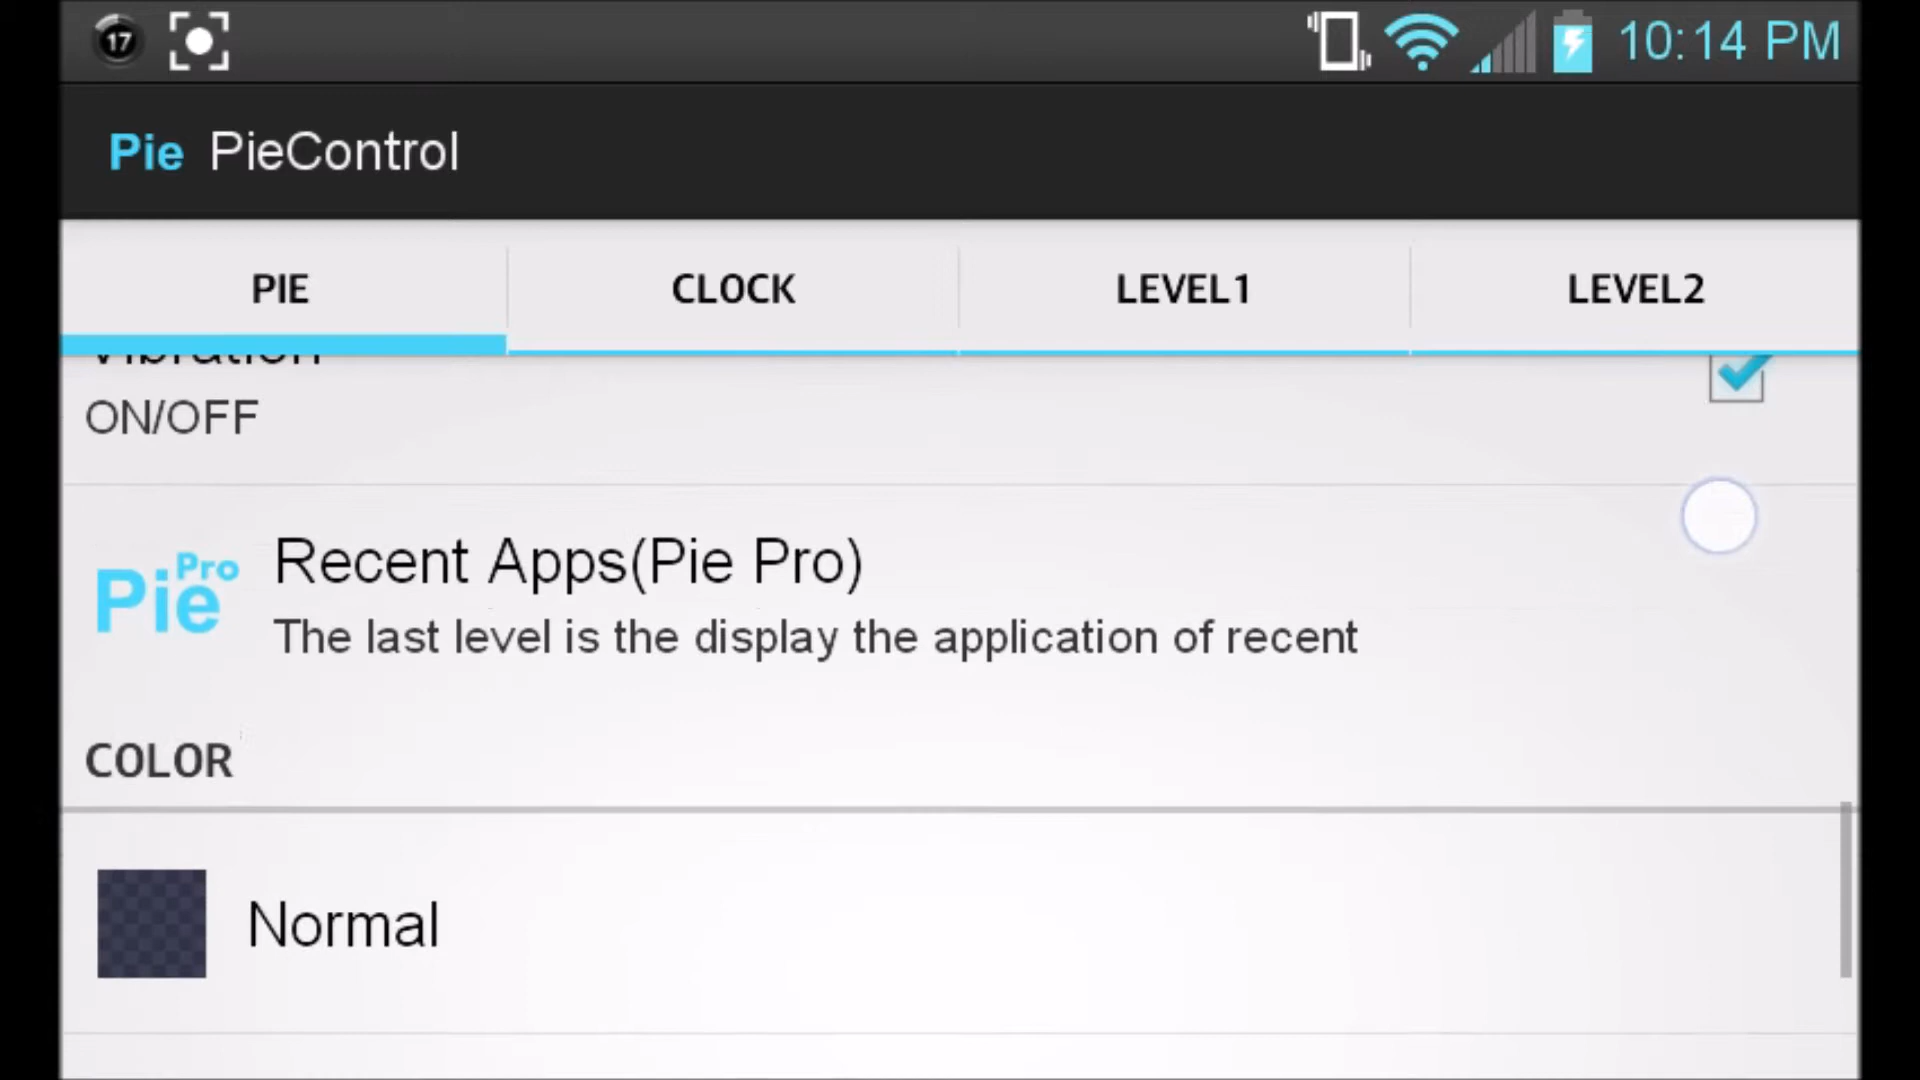 17
10:14 PM
Pie PieControl
PIE CLOCK LEVEL1 LEVEL2
Vibration
ON/OFF
Pie Pro
Recent Apps(Pie Pro)
The last level is the display the application of recent
COLOR
Normal